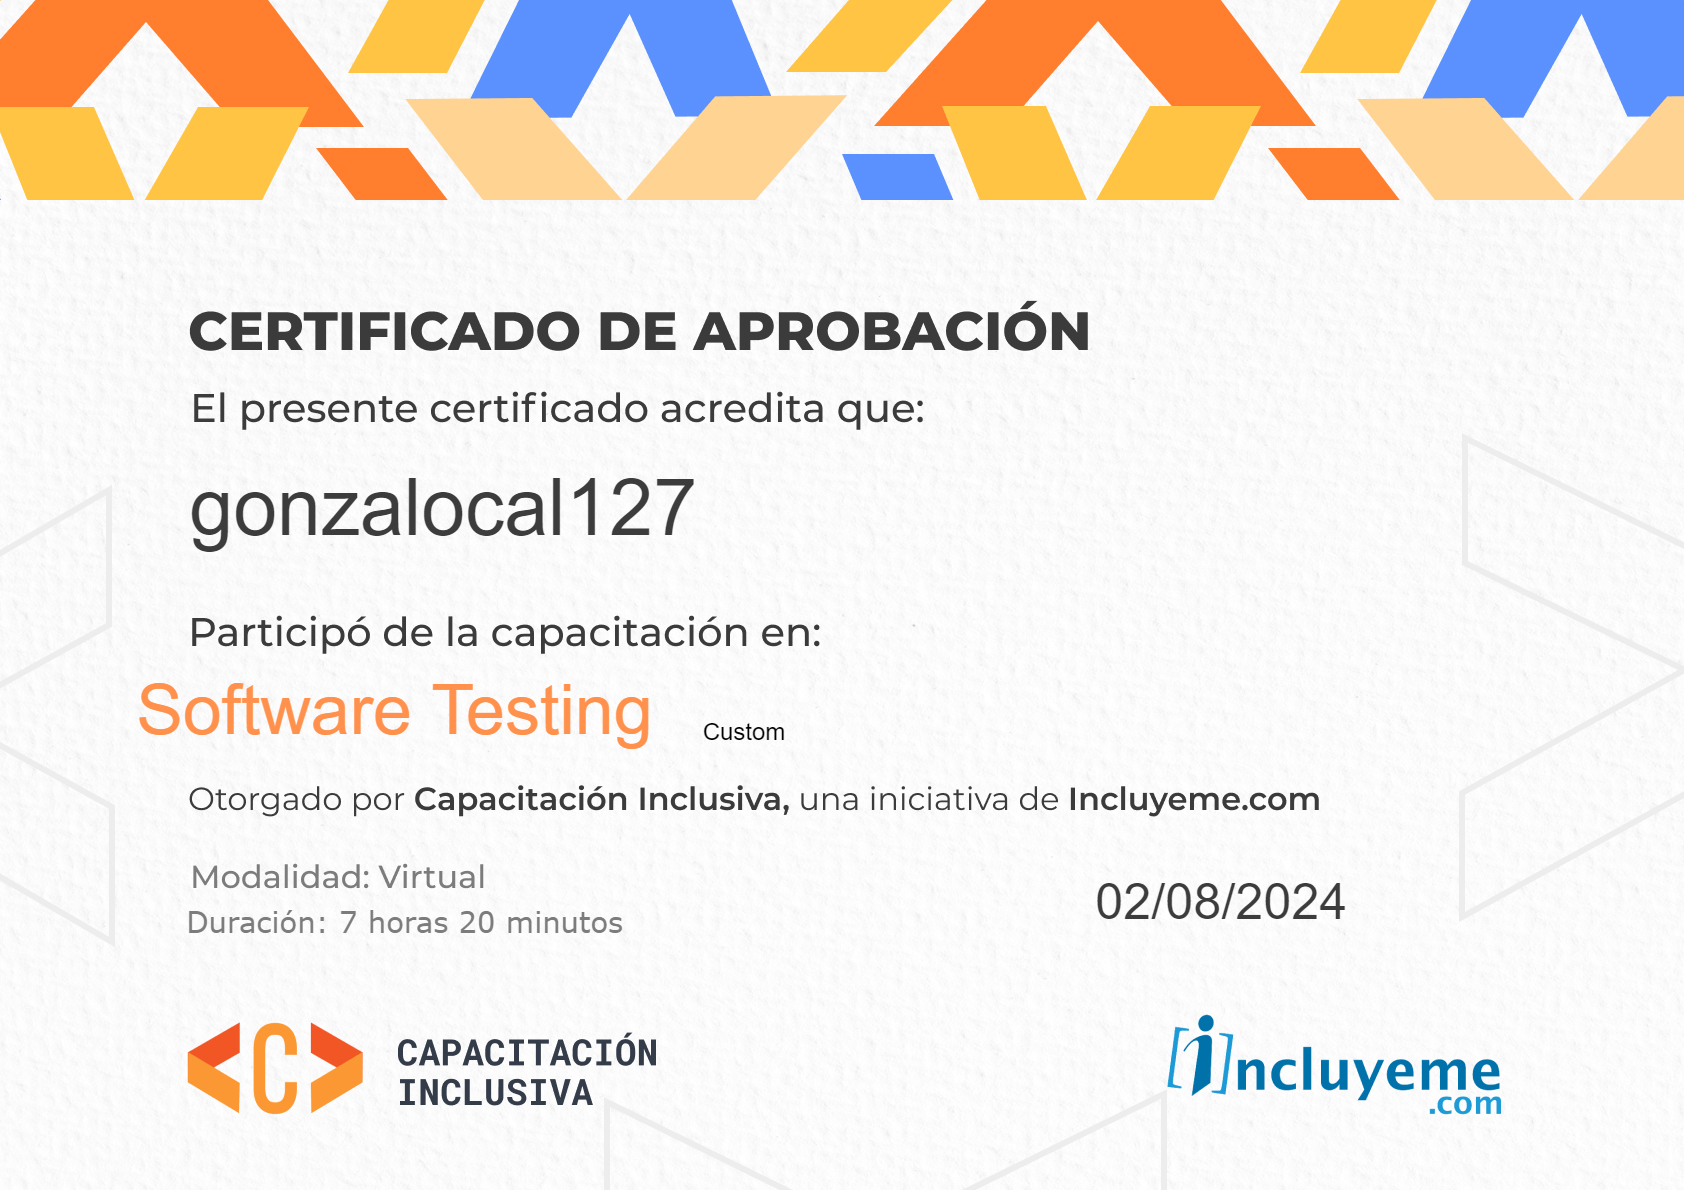 CERTIFICADO DE APROBACIÓN
El presente certificado acredita que:
gonzalocal127
Participó de la capacitación en:
Software Testing Custom
Otorgado por Capacitación Inclusiva, una iniciativa de Incluyeme.com
Modalidad: Virtual
Duración: 7 horas 20 minutos
02/08/2024
<C> CAPACITACIÓN
INCLUSIVA
[i]ncluyeme
.com